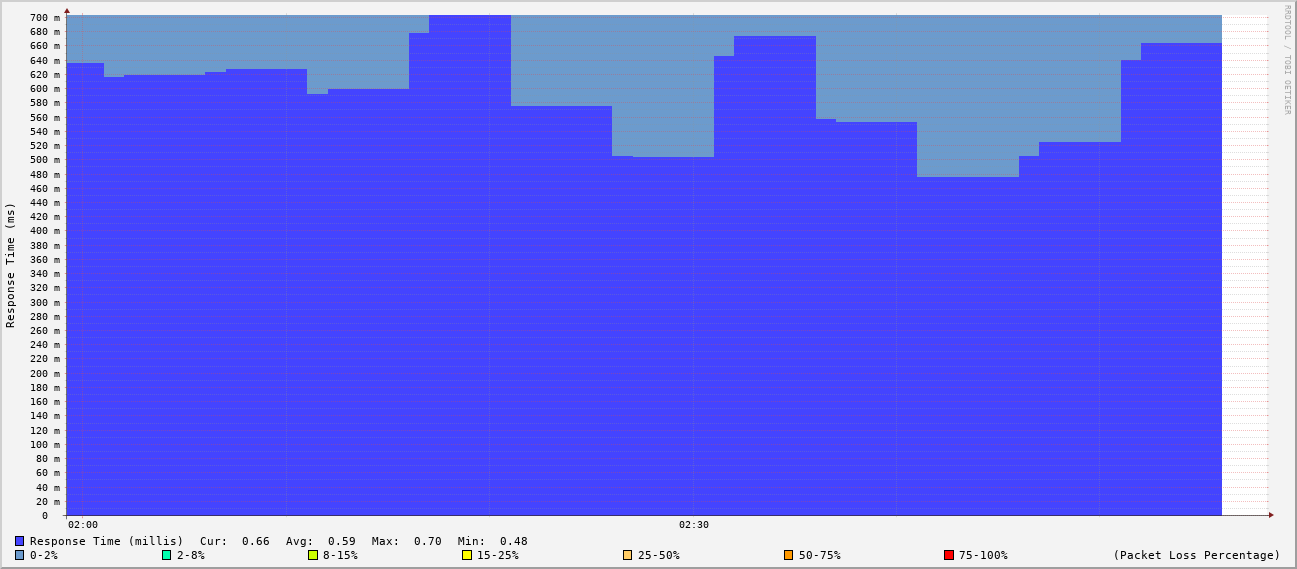 RRDTOOL / TOBI OETIKER
Response Time (ms)
700 m
680 m
660 m
640 m
620 m
600 m
580 m
560 m
540 m
520 m
500 m
480 m
460 m
440 m
420 m
400 m
380 m
360 m
340 m
320 m
300 m
280 m
260 m
240 m
220 m
200 m
180 m
160 m
140 m
120 m
100 m
80 m
60 m
40 m
20 m
0
02:00 02:30
Response Time (millis) Cur: 0.66 Avg: 0.59 Max: 0.70 Min: 0.48
0-2% 2-8% 8-15% 15-25% 25-50% 50-75% 75-100% (Packet Loss Percentage)